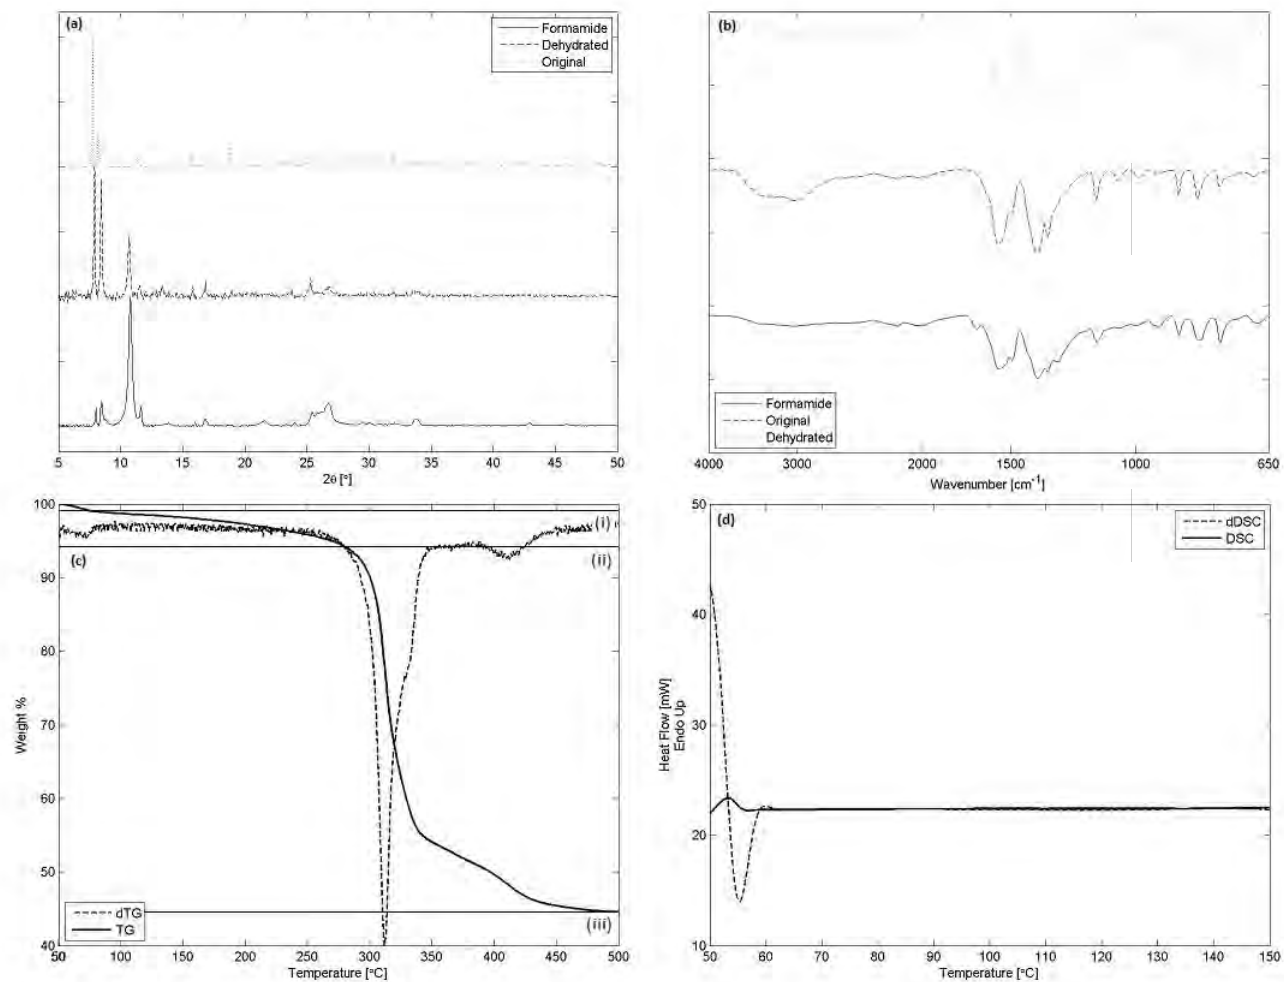 (a)
Formamide
Dehydrated
Original
5 10 15 20 25 30 35 40 45 50
2θ [°]
(b)
Formamide
Original
Dehydrated
4000 3000 2000 1500 1000 650
Wavenumber [cm-1]
100
90
80
70
60
50
40
Weight %
(c)
(i)
(ii)
(iii)
dTG
TG
50 100 150 200 250 300 350 400 450 500
Temperature [°C]
50
40
30
20
10
Heat Flow [mW]
Endo Up
(d)
dDSC
DSC
50 60 70 80 90 100 110 120 130 140 150
Temperature [°C]